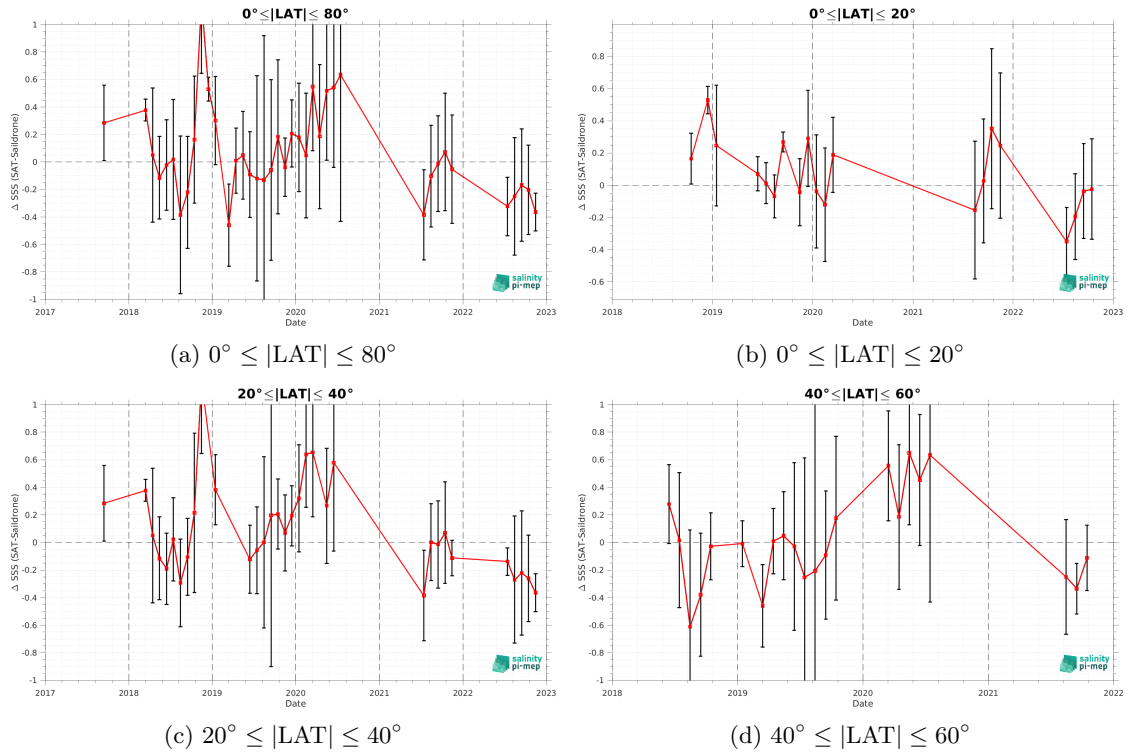 0°≤|LAT|≤ 80°
Δ SSS (SAT-Saildrone)
1
0.8
0.6
0.4
0.2
0
-0.2
-0.4
-0.6
-0.8
-1
2017 2018 2019 2020 2021 2022 2023
Date
salinity
pi-mep
(a) 0° ≤ |LAT| ≤ 80°
0°≤|LAT|≤ 20°
Δ SSS (SAT-Saildrone)
0.8
0.6
0.4
0.2
0
-0.2
-0.4
-0.6
2018 2019 2020 2021 2022 2023
Date
salinity
pi-mep
(b) 0° ≤ |LAT| ≤ 20°
20°≤|LAT|≤ 40°
Δ SSS (SAT-Saildrone)
1
0.8
0.6
0.4
0.2
0
-0.2
-0.4
-0.6
-0.8
-1
2017 2018 2019 2020 2021 2022 2023
Date
salinity
pi-mep
(c) 20° ≤ |LAT| ≤ 40°
40°≤|LAT|≤ 60°
Δ SSS (SAT-Saildrone)
1
0.8
0.6
0.4
0.2
0
-0.2
-0.4
-0.6
-0.8
-1
2018 2019 2020 2021 2022
Date
salinity
pi-mep
(d) 40° ≤ |LAT| ≤ 60°